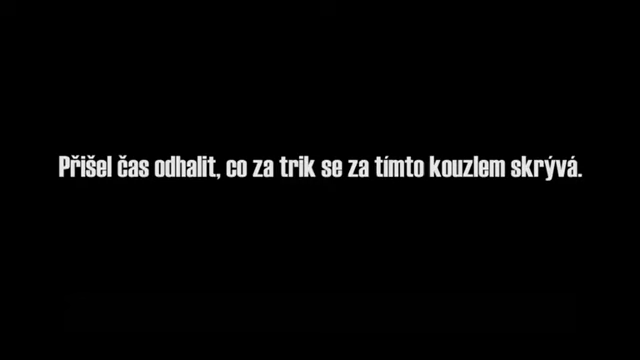 Přišel čas odhalit, co za trik se za tímto kouzlem skrývá.